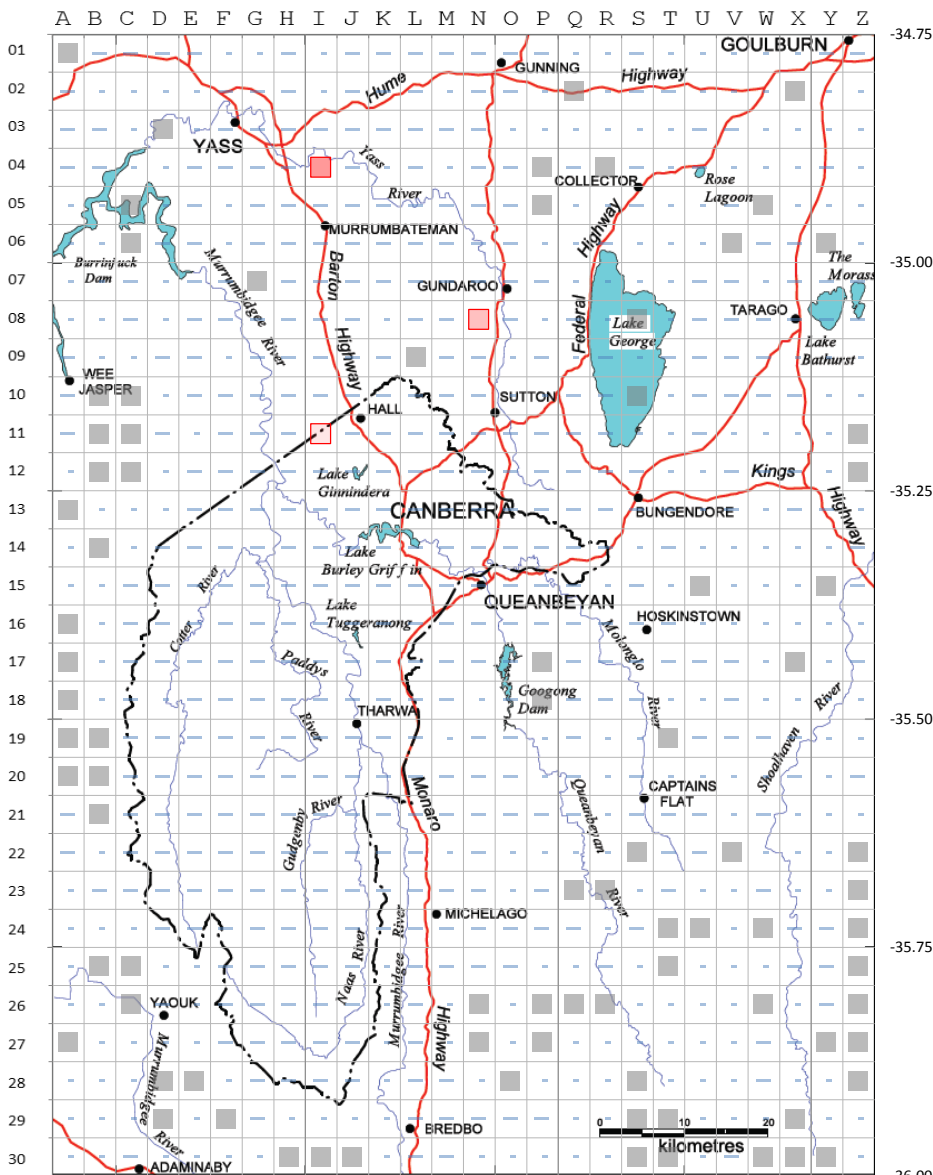 A B C D E F G H I J K L M N O P Q R S T U V W X Y Z
01
-34.75
GOULBURN
GUNNING
Hume
Highway
02
03
YASS
Yass
04
COLLECTOR
Rose
Lagoon
River
05
MURRUMBATEMAN
Highway
06
-35.00
Burrinjuck
Dam
Murrumbidgee
River
Barton
Highway
The
Morass
07
GUNDAROO
08
Federal
Lake
George
TARAGO
Lake
Bathurst
09
WEE
JASPER
10
SUTTON
HALL
11
12
Lake
Ginnindera
Kings
Highway
-35.25
13
CANBERRA
BUNGENDORE
14
Lake
Burley Griffin
15
QUEANBEYAN
Cotter
River
Lake
Tuggeranong
HOSKINSTOWN
16
Molonglo
River
17
Paddys
River
Googong
Dam
18
THARWA
-35.50
19
Shoalhaven
River
20
Monaro
Highway
CAPTAINS
FLAT
21
Gudgenby
River
Queanbeyan
River
22
23
MICHELAGO
24
-35.75
25
Naas
River
Murrumbidgee
River
26
YAOUK
27
28
Murrumbidgee
River
29
BREDBO
0 10 20
kilometres
30
ADAMINABY
-36.00